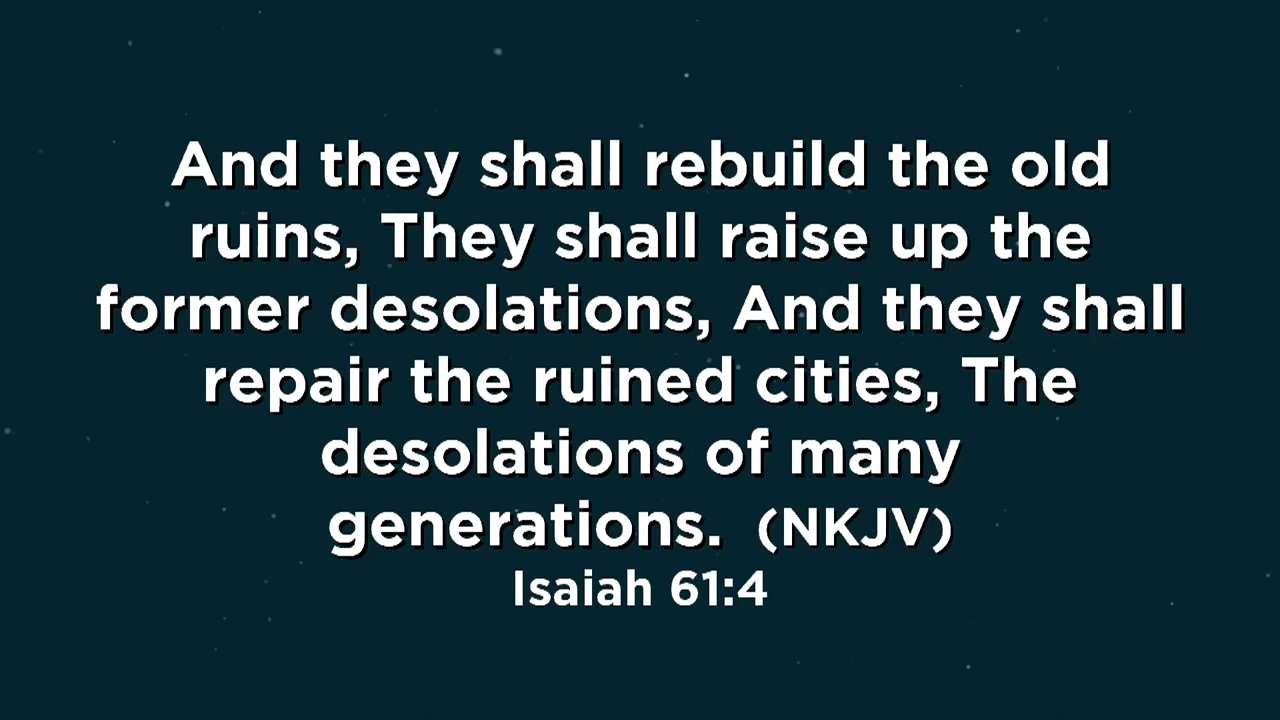 And they shall rebuild the old
ruins, They shall raise up the
former desolations, And they shall
repair the ruined cities, The
desolations of many
generations.  (NKJV)
Isaiah 61:4